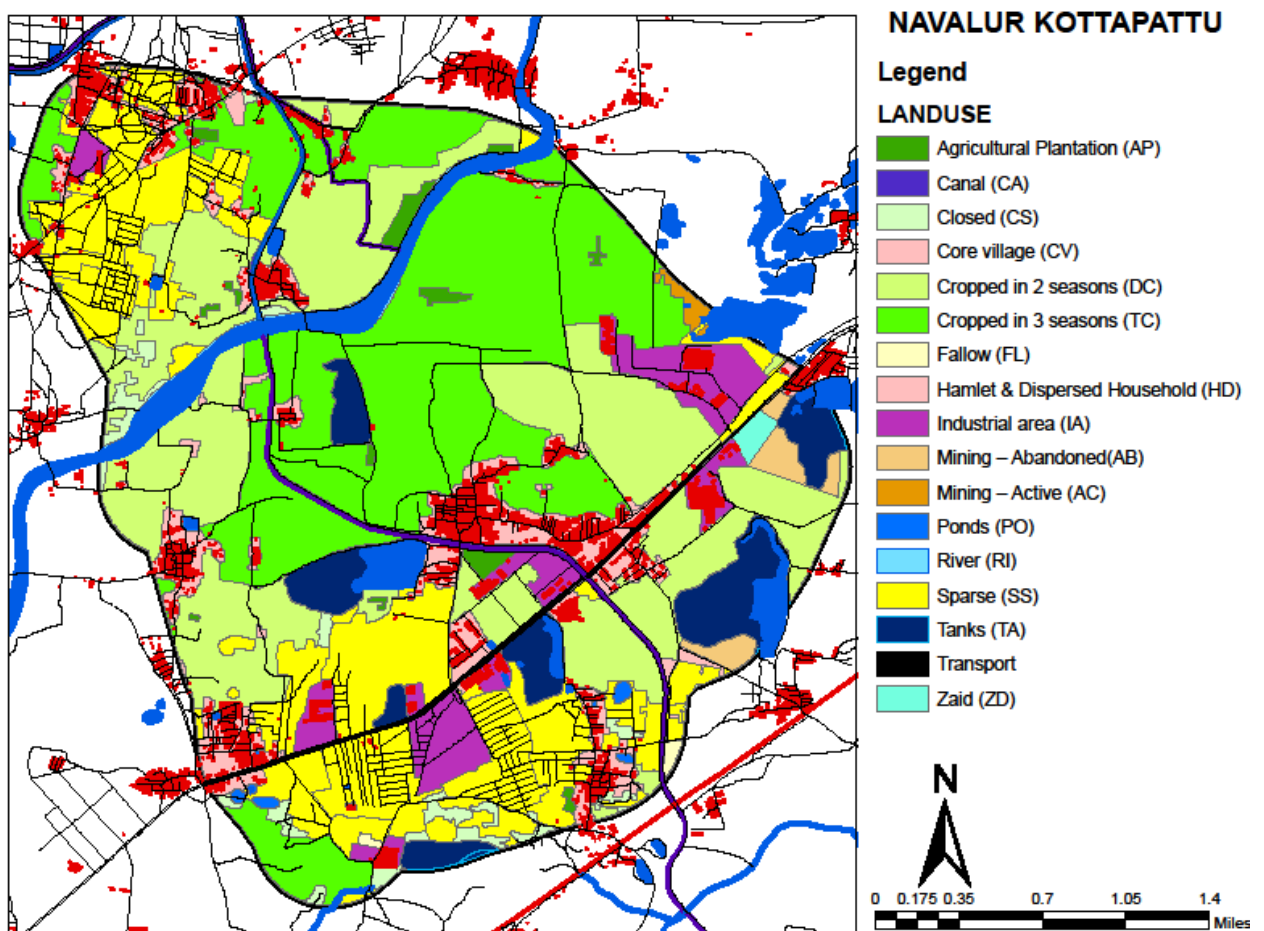 NAVALUR KOTTAPATTU
Legend
LANDUSE
Agricultural Plantation (AP)
Canal (CA)
Closed (CS)
Core village (CV)
Cropped in 2 seasons (DC)
Cropped in 3 seasons (TC)
Fallow (FL)
Hamlet & Dispersed Household (HD)
Industrial area (IA)
Mining – Abandoned(AB)
Mining – Active (AC)
Ponds (PO)
River (RI)
Sparse (SS)
Tanks (TA)
Transport
Zaid (ZD)
N
0 0.175 0.35 0.7 1.05 1.4
Miles